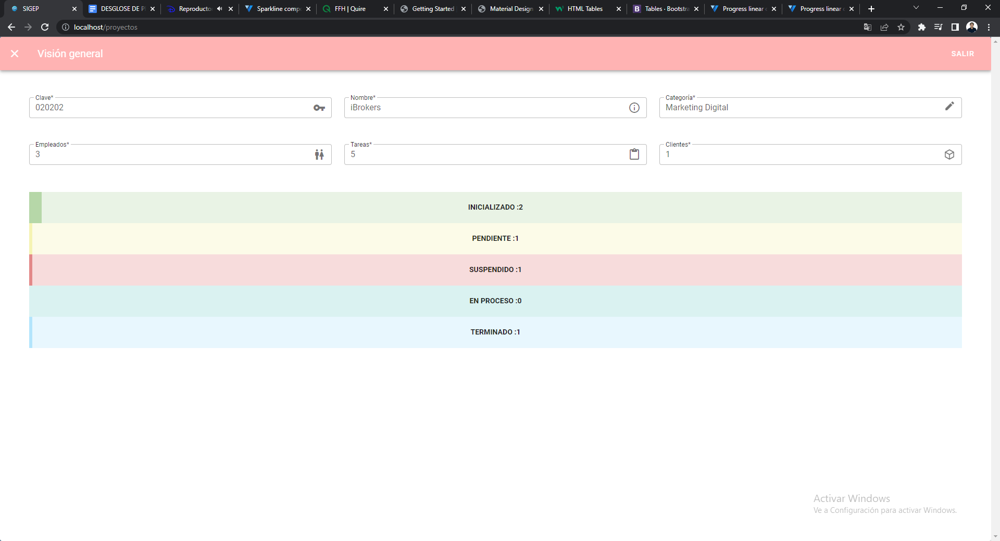 SIGEP
DESGLOSE DE P
Reproducto
Sparkline comp
FFH | Quire
Getting Started
Material Design
HTML Tables
Tables · Bootstra
Progress linear
Progress linear
localhost/proyectos
Visión general
SALIR
Clave*
020202
Nombre*
iBrokers
Categoría*
Marketing Digital
Empleados*
3
Tareas*
5
Clientes*
1
INICIALIZADO :2
PENDIENTE :1
SUSPENDIDO :1
EN PROCESO :0
TERMINADO :1
Activar Windows
Ve a Configuración para activar Windows.